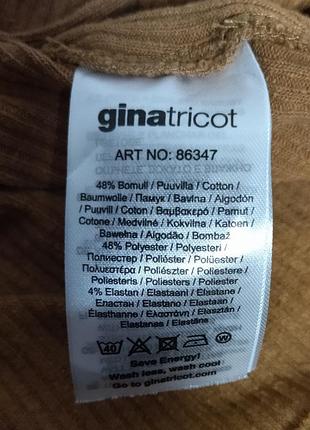 ginatricot
ART NO: 86347
48% Bomull / Puuvilla / Cotton /
Baumwolle / Памук / Bavlna / Algodón
/ Puuvill / Coton / Βαμβακερό / Pamut /
Cotone / Medvilnė / Kokvilna / Katoen /
Bawełna / Algodão / Bombaž
48% Polyester / Polyesteri /
Полиестер / Poliéster / Polüester /
Πολυεστέρα / Poliészter / Poliestere /
Poliesteris / Poliesters / Poliester
4% Elastan / Elastaani / Elastane /
Еластан / Elastano / Elastaan /
Élasthanne / Ελαστάνη / Elasztán /
Elastanas / Elastāns
40
W
Save Energy!
Wash less, wash cool
Go to ginatricot.com